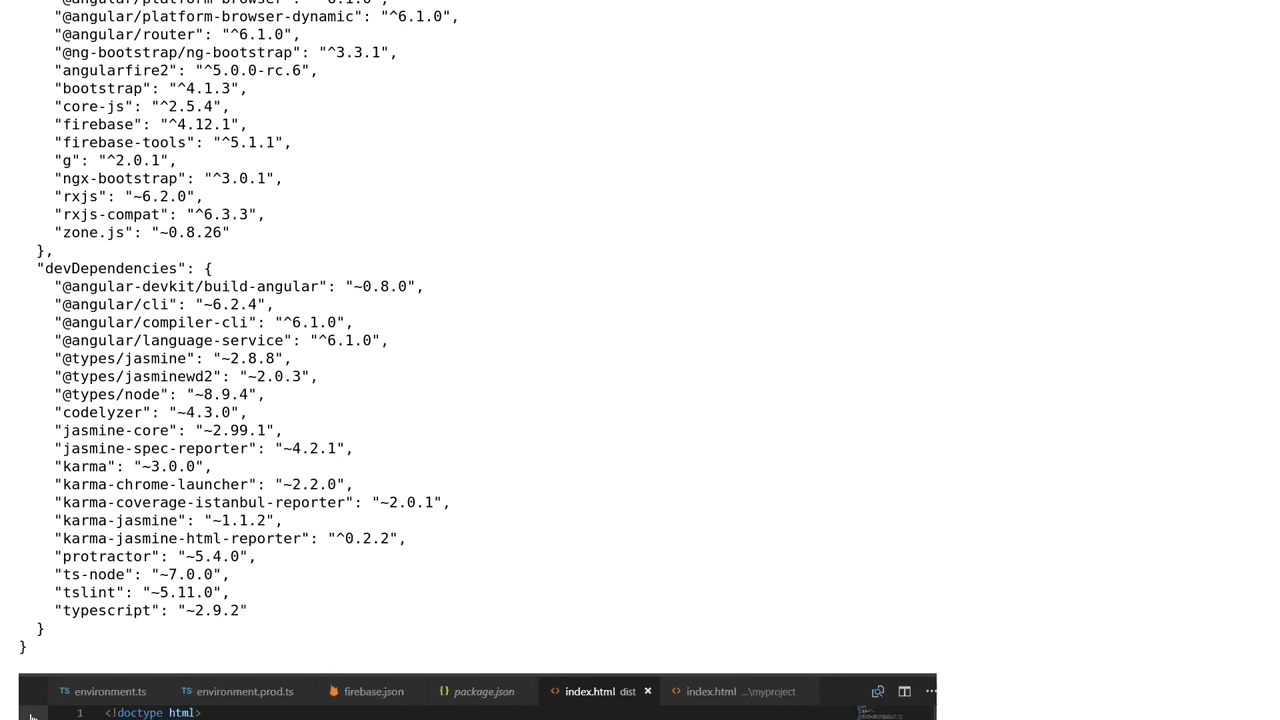 "@angular/platform-browser": "^6.1.0",
"@angular/platform-browser-dynamic": "^6.1.0",
"@angular/router": "^6.1.0",
"@ng-bootstrap/ng-bootstrap": "^3.3.1",
"angularfire2": "^5.0.0-rc.6",
"bootstrap": "^4.1.3",
"core-js": "^2.5.4",
"firebase": "^4.12.1",
"firebase-tools": "^5.1.1",
"g": "^2.0.1",
"ngx-bootstrap": "^3.0.1",
"rxjs": "~6.2.0",
"rxjs-compat": "^6.3.3",
"zone.js": "~0.8.26"
},
"devDependencies": {
"@angular-devkit/build-angular": "~0.8.0",
"@angular/cli": "~6.2.4",
"@angular/compiler-cli": "^6.1.0",
"@angular/language-service": "^6.1.0",
"@types/jasmine": "~2.8.8",
"@types/jasminewd2": "~2.0.3",
"@types/node": "~8.9.4",
"codelyzer": "~4.3.0",
"jasmine-core": "~2.99.1",
"jasmine-spec-reporter": "~4.2.1",
"karma": "~3.0.0",
"karma-chrome-launcher": "~2.2.0",
"karma-coverage-istanbul-reporter": "~2.0.1",
"karma-jasmine": "~1.1.2",
"karma-jasmine-html-reporter": "^0.2.2",
"protractor": "~5.4.0",
"ts-node": "~7.0.0",
"tslint": "~5.11.0",
"typescript": "~2.9.2"
}
}
TS environment.ts TS environment.prod.ts firebase.json {} package.json <> index.html dist × <> index.html ...\myproject ···
1 <!doctype html>